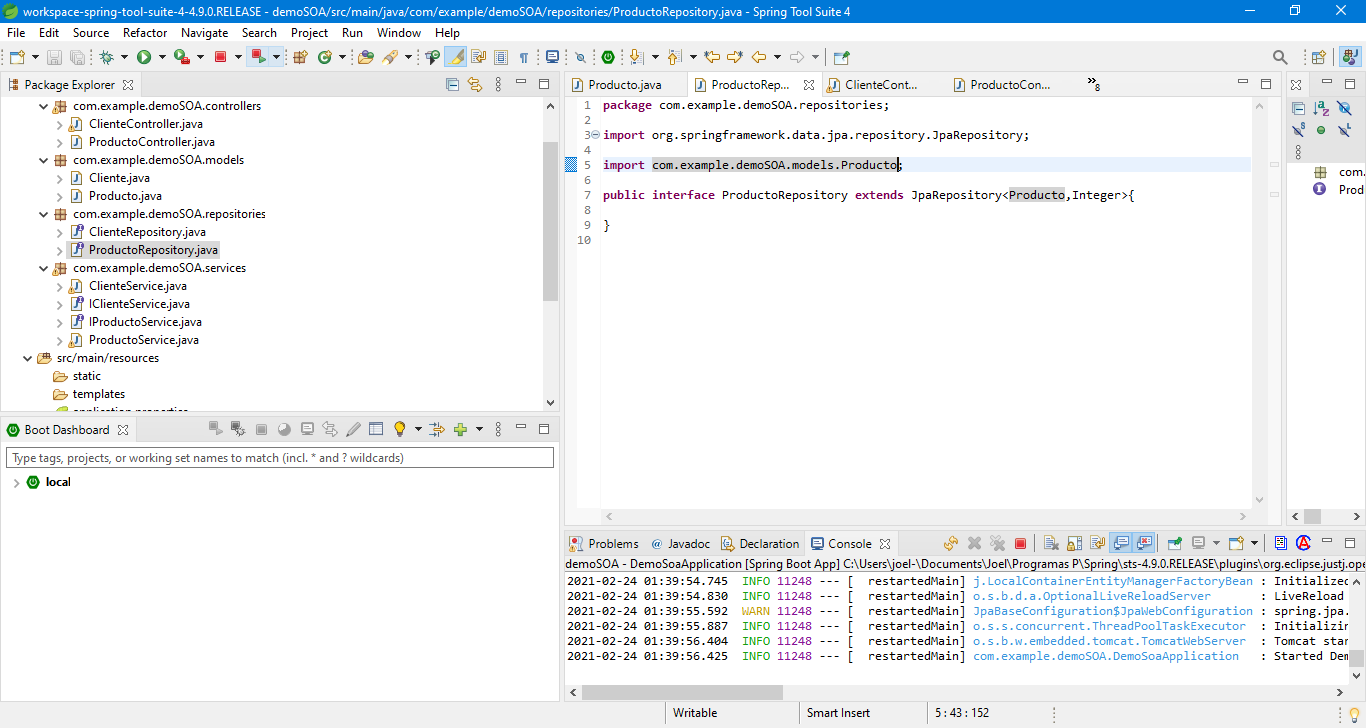 workspace-spring-tool-suite-4-4.9.0.RELEASE - demoSOA/src/main/java/com/example/demoSOA/repositories/ProductoRepository.java - Spring Tool Suite 4
File Edit Source Refactor Navigate Search Project Run Window Help
Package Explorer
com.example.demoSOA.controllers
ClienteController.java
ProductoController.java
com.example.demoSOA.models
Cliente.java
Producto.java
com.example.demoSOA.repositories
ClienteRepository.java
ProductoRepository.java
com.example.demoSOA.services
ClienteService.java
IClienteService.java
IProductoService.java
ProductoService.java
src/main/resources
static
templates
application.properties
Boot Dashboard
Type tags, projects, or working set names to match (incl. * and ? wildcards)
local
Producto.java ProductoRep... ClienteCont... ProductoCon... »8
1 package com.example.demoSOA.repositories;
2
3 import org.springframework.data.jpa.repository.JpaRepository;
4
5 import com.example.demoSOA.models.Producto;
6
7 public interface ProductoRepository extends JpaRepository<Producto,Integer>{
8
9 }
10
com.
Prod
Problems @ Javadoc Declaration Console
demoSOA - DemoSoaApplication [Spring Boot App] C:\Users\joel-\Documents\Joel\Programas P\Spring\sts-4.9.0.RELEASE\plugins\org.eclipse.justj.ope
2021-02-24 01:39:54.745 INFO 11248 --- [ restartedMain] j.LocalContainerEntityManagerFactoryBean : Initialized
2021-02-24 01:39:54.830 INFO 11248 --- [ restartedMain] o.s.b.d.a.OptionalLiveReloadServer : LiveReload
2021-02-24 01:39:55.592 WARN 11248 --- [ restartedMain] JpaBaseConfiguration$JpaWebConfiguration : spring.jpa.
2021-02-24 01:39:55.887 INFO 11248 --- [ restartedMain] o.s.s.concurrent.ThreadPoolTaskExecutor : Initializin
2021-02-24 01:39:56.404 INFO 11248 --- [ restartedMain] o.s.b.w.embedded.tomcat.TomcatWebServer : Tomcat star
2021-02-24 01:39:56.425 INFO 11248 --- [ restartedMain] com.example.demoSOA.DemoSoaApplication : Started Dem
Writable Smart Insert 5 : 43 : 152